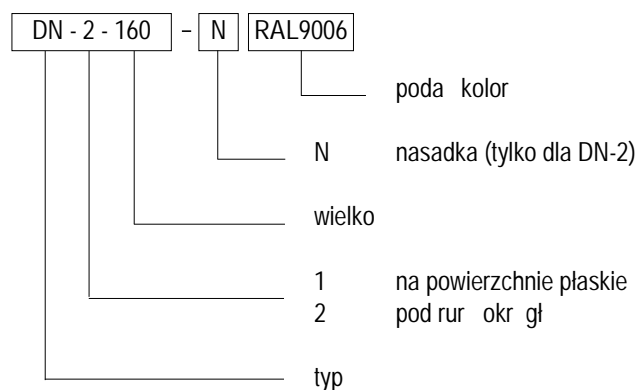 DN - 2 - 160 – N RAL9006
poda kolor
N nasadka (tylko dla DN-2)
wielko
1 na powierzchnie płaskie
2 pod rur okr gł
typ